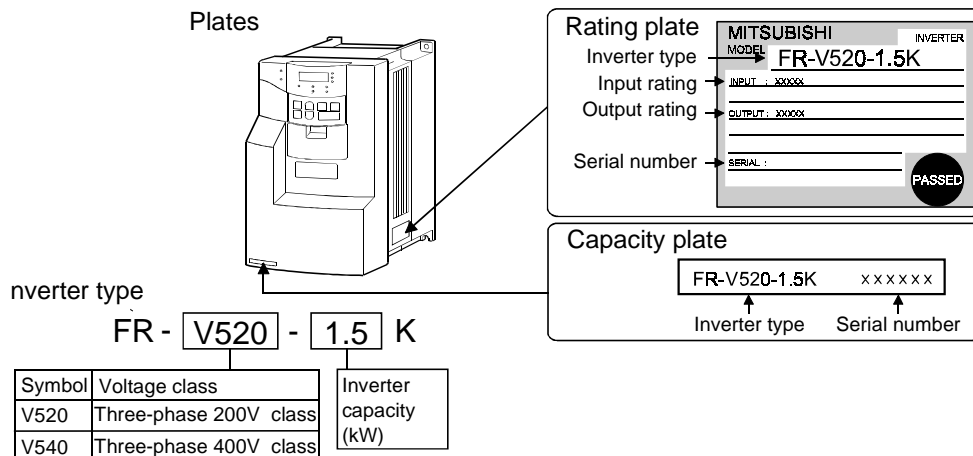 Plates
Rating plate
Inverter type
Input rating
Output rating
Serial number
MITSUBISHI
INVERTER
MODEL
FR-V520-1.5K
INPUT : XXXXX
OUTPUT : XXXXX
SERIAL :
PASSED
Capacity plate
FR-V520-1.5K xxxxxx
Inverter type Serial number
nverter type
FR - V520 - 1.5 K
Symbol Voltage class
V520 Three-phase 200V class
V540 Three-phase 400V class
Inverter
capacity
(kW)